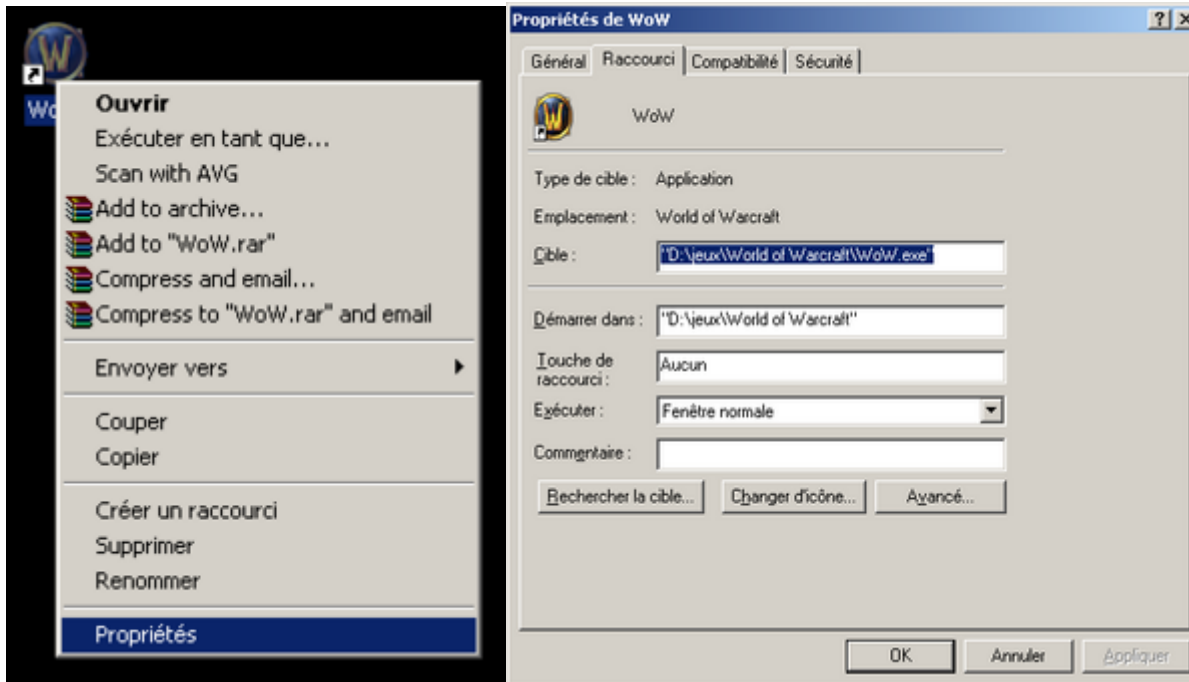 Wo
Ouvrir
Exécuter en tant que...
Scan with AVG
Add to archive...
Add to "WoW.rar"
Compress and email...
Compress to "WoW.rar" and email
Envoyer vers
Couper
Copier
Créer un raccourci
Supprimer
Renommer
Propriétés
Propriétés de WoW
Général Raccourci Compatibilité Sécurité
WoW
Type de cible : Application
Emplacement : World of Warcraft
Cible : "D:\jeux\World of Warcraft\WoW.exe"
Démarrer dans : "D:\jeux\World of Warcraft"
Touche de
raccourci : Aucun
Exécuter : Fenêtre normale
Commentaire :
Rechercher la cible... Changer d'icône... Avancé...
OK Annuler Appliquer